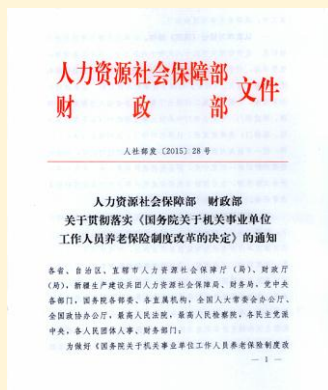 人力资源社会保障部
财政部
文件
人社部发〔2015〕28号
人力资源社会保障部 财政部
关于贯彻落实《国务院关于机关事业单位
工作人员养老保险制度改革的决定》的通知
各省、自治区、直辖市人力资源社会保障厅（局）、财政厅
（局），新疆生产建设兵团人力资源社会保障局、财务局，党中央
各部门，国务院各部委、各直属机构，全国人大常委会办公厅，
全国政协办公厅，最高人民法院，最高人民检察院，各民主党派
中央，各人民团体人事、财务部门：
为做好《国务院关于机关事业单位工作人员养老保险制度改
— 1 —